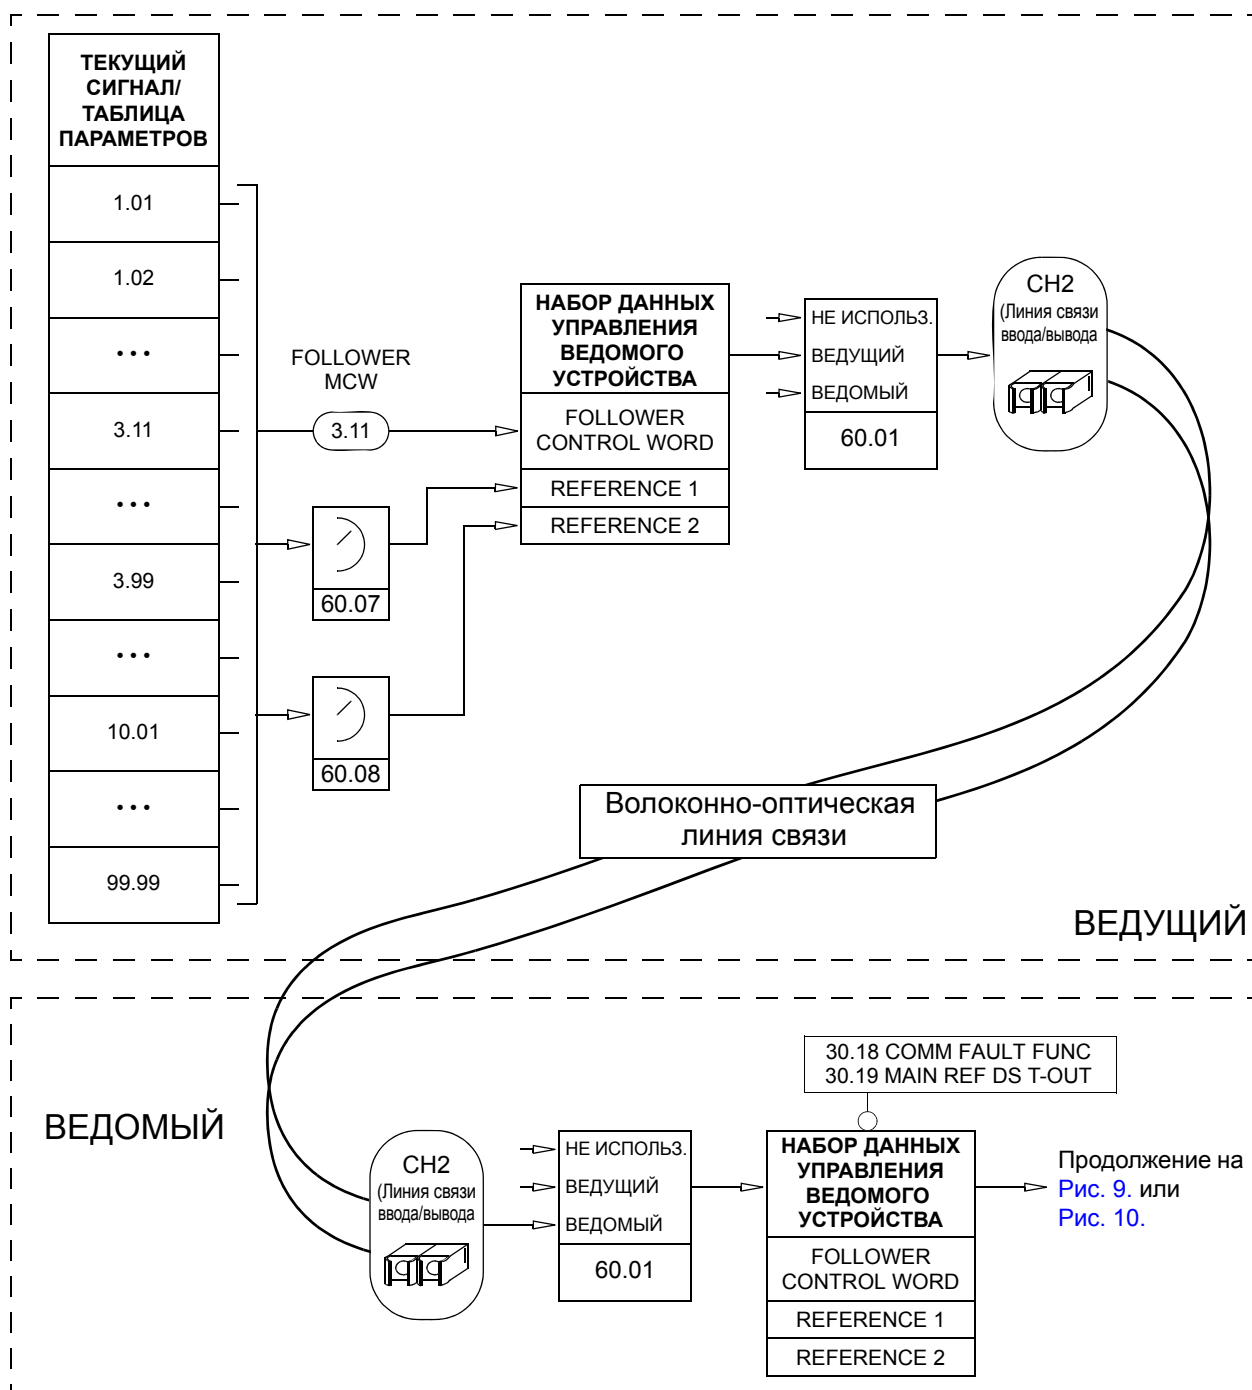 ТЕКУЩИЙ
СИГНАЛ/
ТАБЛИЦА
ПАРАМЕТРОВ
1.01
1.02
• • •
3.11
• • •
3.99
• • •
10.01
• • •
99.99
FOLLOWER
MCW
3.11
60.07
60.08
НАБОР ДАННЫХ
УПРАВЛЕНИЯ
ВЕДОМОГО
УСТРОЙСТВА
FOLLOWER
CONTROL WORD
REFERENCE 1
REFERENCE 2
НЕ ИСПОЛЬЗ.
ВЕДУЩИЙ
ВЕДОМЫЙ
60.01
CH2
(Линия связи
ввода/вывода
Волоконно-оптическая
линия связи
ВЕДУЩИЙ
ВЕДОМЫЙ
CH2
(Линия связи
ввода/вывода
НЕ ИСПОЛЬЗ.
ВЕДУЩИЙ
ВЕДОМЫЙ
60.01
30.18 COMM FAULT FUNC
30.19 MAIN REF DS T-OUT
НАБОР ДАННЫХ
УПРАВЛЕНИЯ
ВЕДОМОГО
УСТРОЙСТВА
FOLLOWER
CONTROL WORD
REFERENCE 1
REFERENCE 2
Продолжение на
Рис. 9. или
Рис. 10.